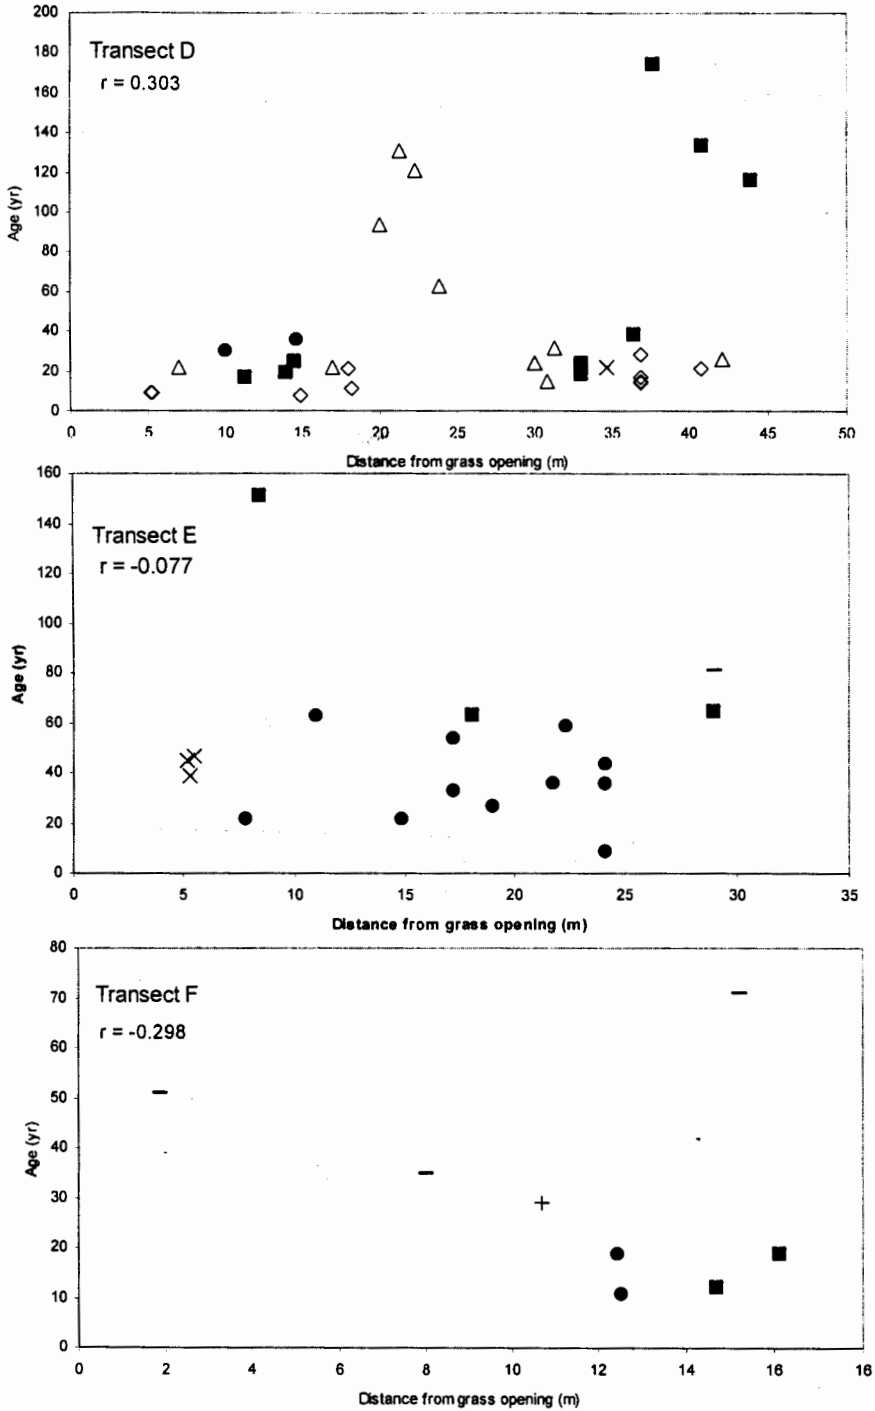 200
180
Transect D
r = 0.303
160
140
120
100
80
60
40
20
0
Age (yr)
0 5 10 15 20 25 30 35 40 45 50
Distance from grass opening (m)
160
140
Transect E
r = -0.077
120
100
80
60
40
20
0
Age (yr)
0 5 10 15 20 25 30 35
Distance from grass opening (m)
80
70
Transect F
r = -0.298
60
50
40
30
20
10
0
Age (yr)
0 2 4 6 8 10 12 14 16 16
Distance from grass opening (m)